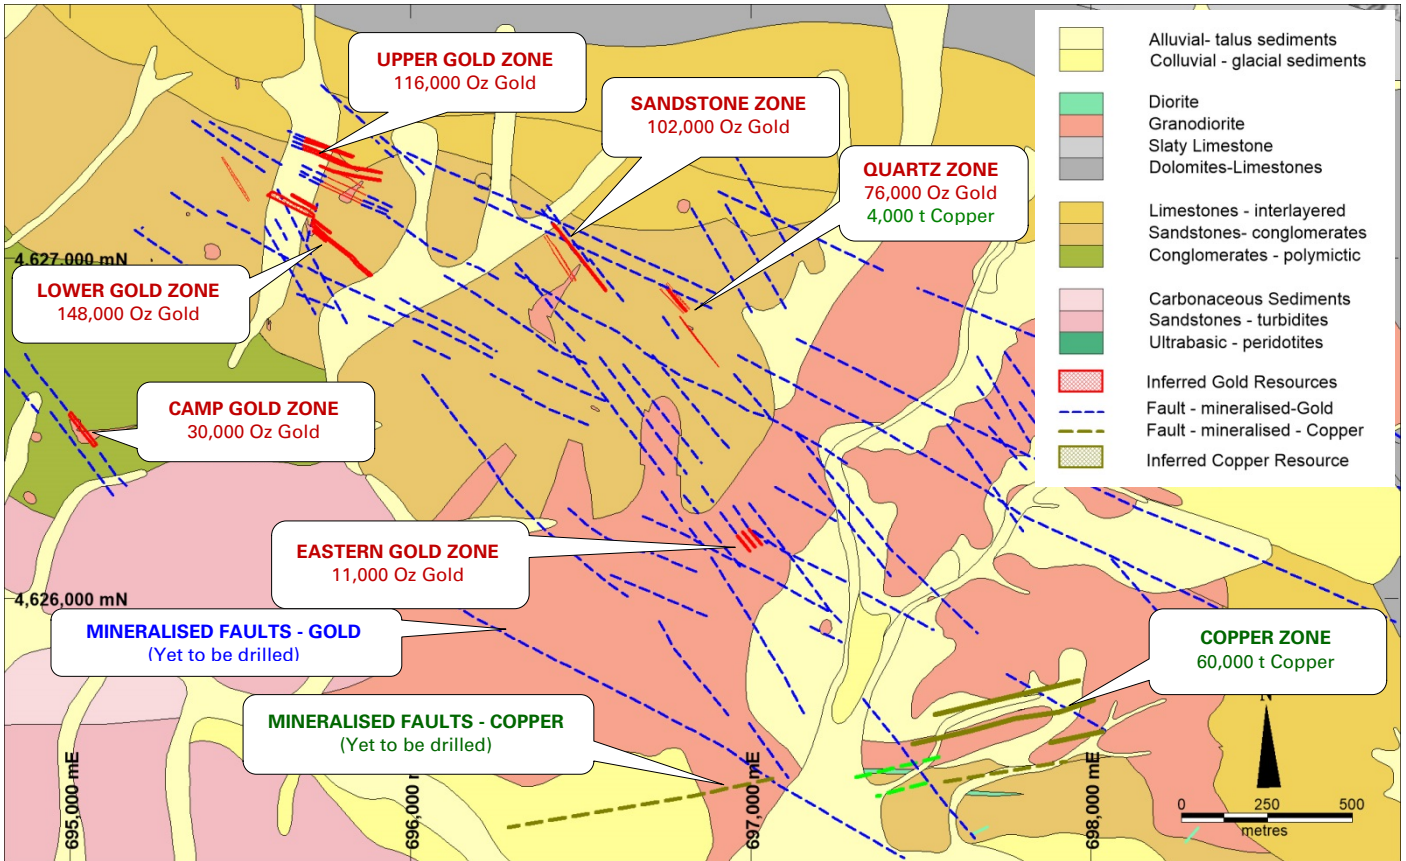 UPPER GOLD ZONE
116,000 Oz Gold
SANDSTONE ZONE
102,000 Oz Gold
QUARTZ ZONE
76,000 Oz Gold
4,000 t Copper
4,627,000 mN
LOWER GOLD ZONE
148,000 Oz Gold
CAMP GOLD ZONE
30,000 Oz Gold
EASTERN GOLD ZONE
11,000 Oz Gold
4,626,000 mN
MINERALISED FAULTS - GOLD
(Yet to be drilled)
COPPER ZONE
60,000 t Copper
MINERALISED FAULTS - COPPER
(Yet to be drilled)
695,000 mE
696,000 m
697,000 mE
698,000 mE
N
0 250 500
metres
Alluvial- talus sediments
Colluvial - glacial sediments
Diorite
Granodiorite
Slaty Limestone
Dolomites-Limestones
Limestones - interlayered
Sandstones- conglomerates
Conglomerates - polymictic
Carbonaceous Sediments
Sandstones - turbidites
Ultrabasic - peridotites
Inferred Gold Resources
Fault - mineralised-Gold
Fault - mineralised - Copper
Inferred Copper Resource